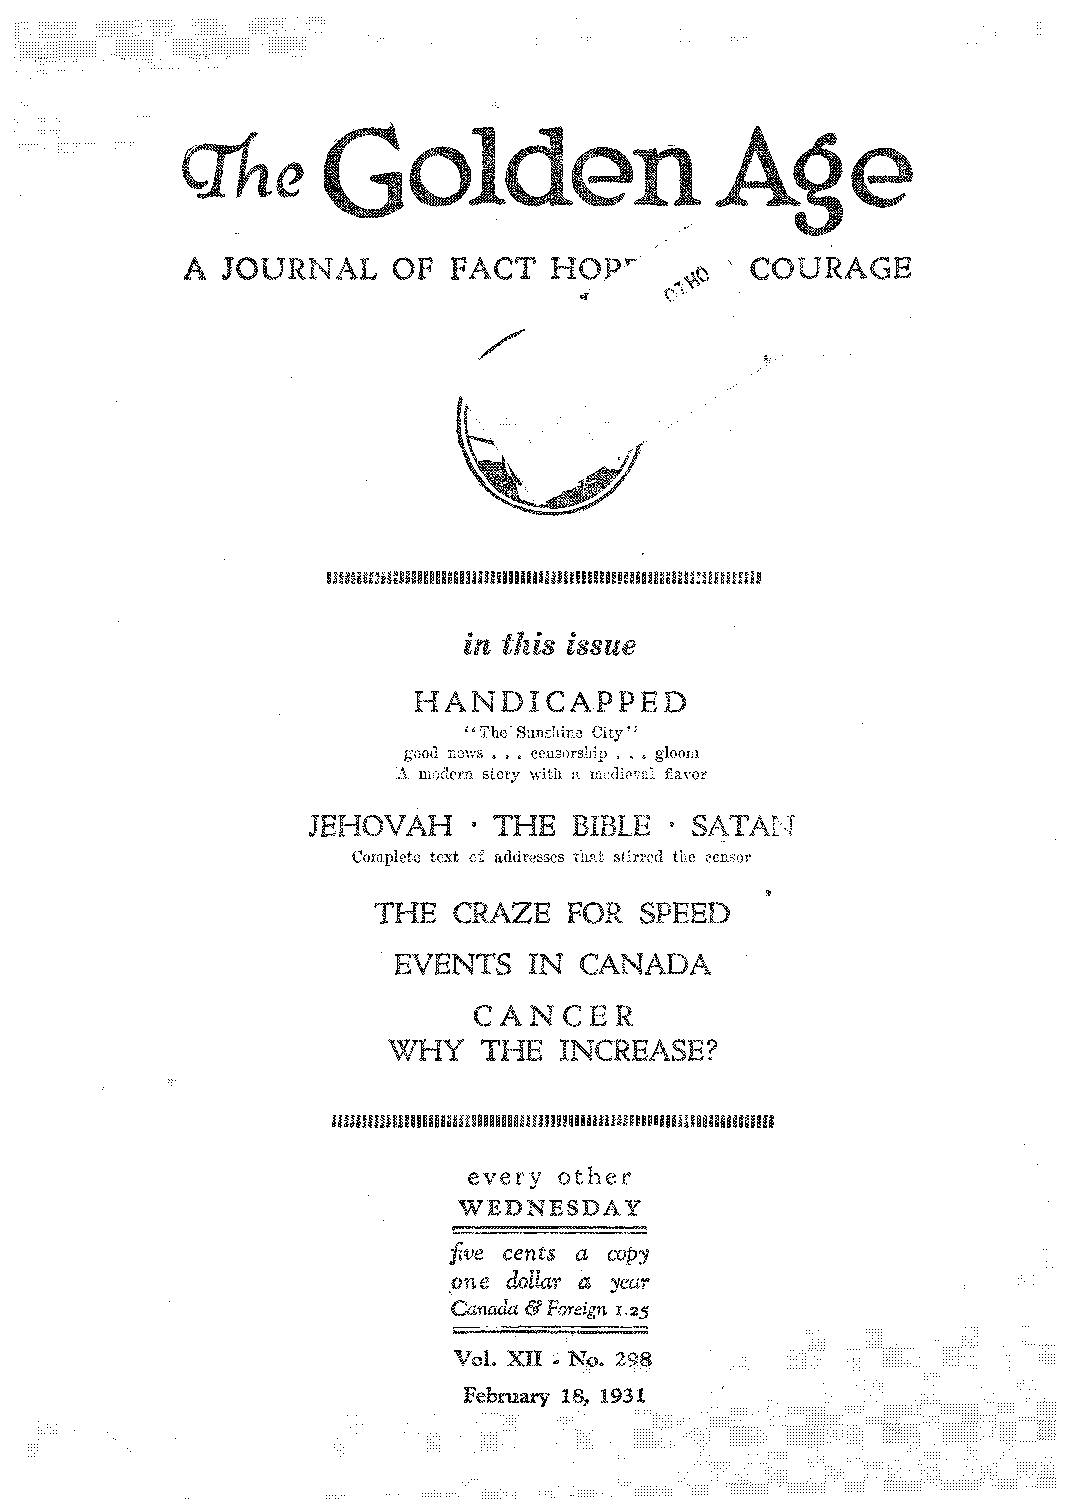 The Golden Age
A JOURNAL OF FACT HOPE COURAGE
in this issue
HANDICAPPED
"The Sunshine City"
good news . . . censorship . . . gloom
A modern story with a medieval flavor
JEHOVAH · THE BIBLE · SATAN
Complete text of addresses that stirred the censor
THE CRAZE FOR SPEED
EVENTS IN CANADA
CANCER
WHY THE INCREASE?
every other
WEDNESDAY
five cents a copy
one dollar a year
Canada & Foreign 1.25
Vol. XII - No. 298
February 18, 1931